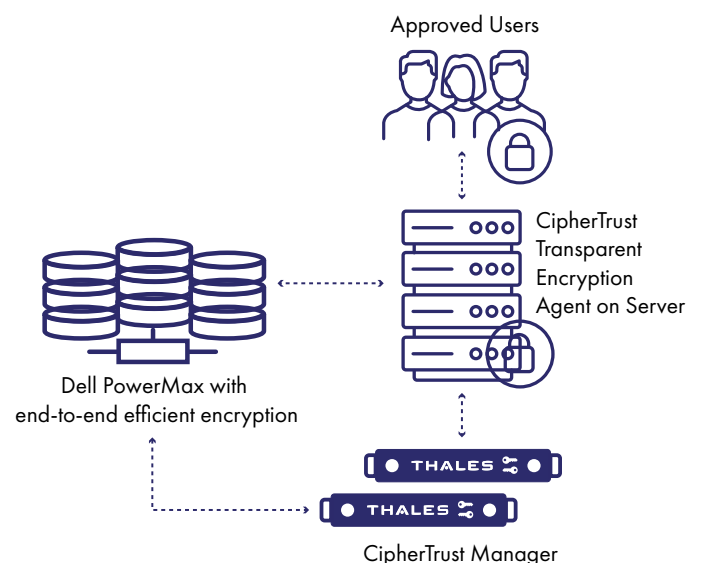 Approved Users
CipherTrust
Transparent
Encryption
Agent on Server
Dell PowerMax with
end-to-end efficient encryption
THALES
THALES
CipherTrust Manager